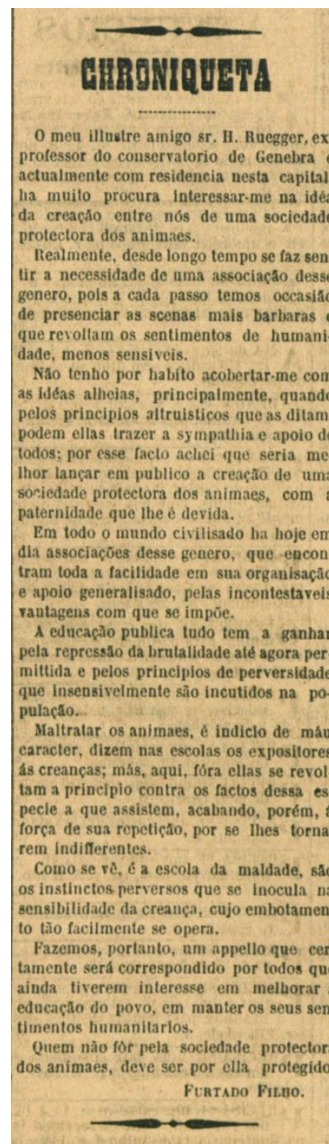 CHRONIQUETA
O meu illustre amigo sr. H. Ruegger, ex-
professor do conservatorio de Genebra e
actualmente com residencia nesta capital,
ha muito procura interessar-me na idéa
da creação entre nós de uma sociedade
protectora dos animaes.
Realmente, desde longo tempo se faz sen-
tir a necessidade de uma associação desse
genero, pois a cada passo temos occasião
de presenciar as scenas mais barbaras e
que revoltam os sentimentos de humani-
dade, menos sensiveis.
Não tenho por habito acobertar-me com
as idéas alheias, principalmente, quando
pelos principios altruisticos que as ditam,
podem ellas trazer a sympathia e apoio de
todos; por esse facto achei que seria me-
lhor lançar em publico a creação de uma
sociedade protectora dos animaes, com a
paternidade que lhe é devida.
Em todo o mundo civilisado ha hoje em
dia associações desse genero, que encon-
tram toda a facilidade em sua organisação
e apoio generalisado, pelas incontestaveis
vantagens com que se impõe.
A educação publica tudo tem a ganhar
pela repressão da brutalidade até agora per-
mittida e pelos principios de perversidade
que insensivelmente são incutidos na po-
pulação.
Maltratar os animaes, é indicio de máu
caracter, dizem nas escolas os expositores
ás creanças; más, aqui, fóra ellas se revol-
tam a principio contra os factos dessa es-
pecie a que assistem, acabando, porém, á
força de sua repetição, por se lhes torna-
rem indifferentes.
Como se vê, é a escola da maldade, são
os instinctos perversos que se inocula na
sensibilidade da creança, cujo embotamen-
to tão facilmente se opera.
Fazemos, portanto, um appello que cer-
tamente será correspondido por todos que
ainda tiverem interesse em melhorar a
educação do povo, em manter os seus sen-
timentos humanitarios.
Quem não fôr pela sociedade protectora
dos animaes, deve ser por ella protegido.
FURTADO FILHO.